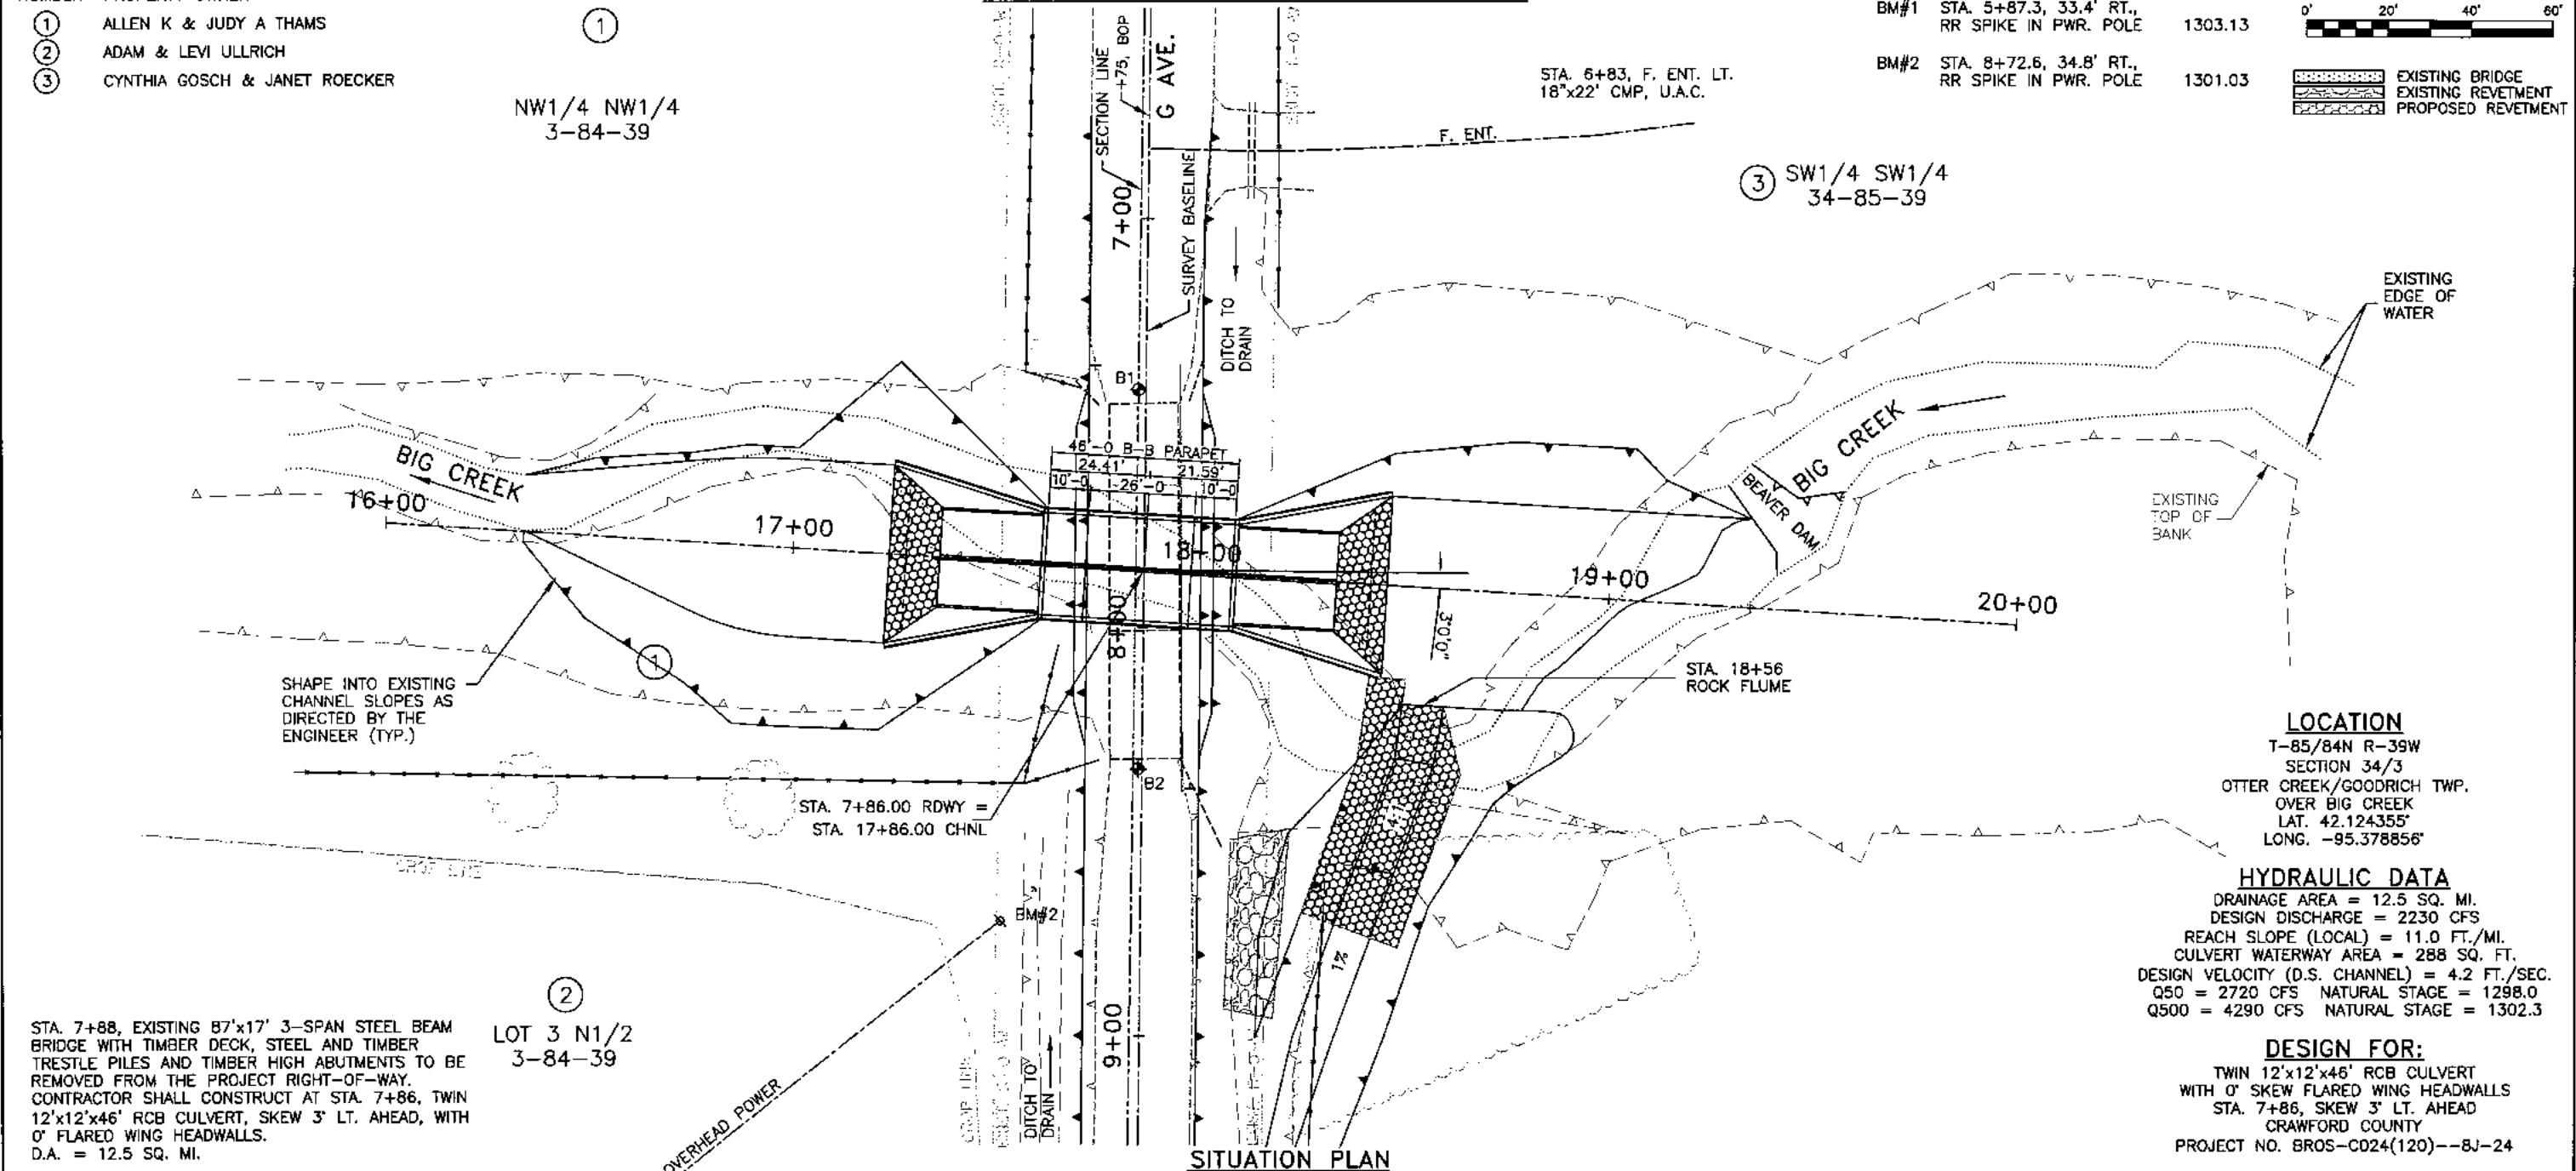 ① ALLEN K & JUDY A THAMS
② ADAM & LEVI ULLRICH
③ CYNTHIA GOSCH & JANET ROECKER
①
NW1/4 NW1/4
3-84-39
SECTION LINE
+75, BOP
G AVE.
7+00
SURVEY BASELINE
DITCH TO
DRAIN
F. ENT.
STA. 6+83, F. ENT. LT.
18"x22' CMP, U.A.C.
BM#1 STA. 5+87.3, 33.4' RT.,
RR SPIKE IN PWR. POLE 1303.13
BM#2 STA. 8+72.6, 34.8' RT.,
RR SPIKE IN PWR. POLE 1301.03
0' 20' 40' 60'
EXISTING BRIDGE
EXISTING REVETMENT
PROPOSED REVETMENT
③ SW1/4 SW1/4
34-85-39
EXISTING
EDGE OF
WATER
B1
46'-0 B-B PARAPET
24.41' 21.59'
10'-0 26'-0 10'-0
BIG CREEK
BIG CREEK
BEAVER DAM
EXISTING
TOP OF
BANK
16+00
17+00
18+00
19+00
20+00
8+00
3°0'0"
STA. 18+56
ROCK FLUME
①
SHAPE INTO EXISTING
CHANNEL SLOPES AS
DIRECTED BY THE
ENGINEER (TYP.)
B2
STA. 7+86.00 RDWY =
STA. 17+86.00 CHNL
4:1
1%
BM#2
9+00
DITCH TO
DRAIN
OVERHEAD POWER
②
LOT 3 N1/2
3-84-39
STA. 7+88, EXISTING 87'x17' 3-SPAN STEEL BEAM
BRIDGE WITH TIMBER DECK, STEEL AND TIMBER
TRESTLE PILES AND TIMBER HIGH ABUTMENTS TO BE
REMOVED FROM THE PROJECT RIGHT-OF-WAY.
CONTRACTOR SHALL CONSTRUCT AT STA. 7+86, TWIN
12'x12'x46' RCB CULVERT, SKEW 3° LT. AHEAD, WITH
0° FLARED WING HEADWALLS.
D.A. = 12.5 SQ. MI.
LOCATION
T-85/84N R-39W
SECTION 34/3
OTTER CREEK/GOODRICH TWP.
OVER BIG CREEK
LAT. 42.124355°
LONG. -95.378856°
HYDRAULIC DATA
DRAINAGE AREA = 12.5 SQ. MI.
DESIGN DISCHARGE = 2230 CFS
REACH SLOPE (LOCAL) = 11.0 FT./MI.
CULVERT WATERWAY AREA = 288 SQ. FT.
DESIGN VELOCITY (D.S. CHANNEL) = 4.2 FT./SEC.
Q50 = 2720 CFS NATURAL STAGE = 1298.0
Q500 = 4290 CFS NATURAL STAGE = 1302.3
DESIGN FOR:
TWIN 12'x12'x46' RCB CULVERT
WITH 0° SKEW FLARED WING HEADWALLS
STA. 7+86, SKEW 3° LT. AHEAD
CRAWFORD COUNTY
PROJECT NO. BROS-C024(120)--8J-24
SITUATION PLAN